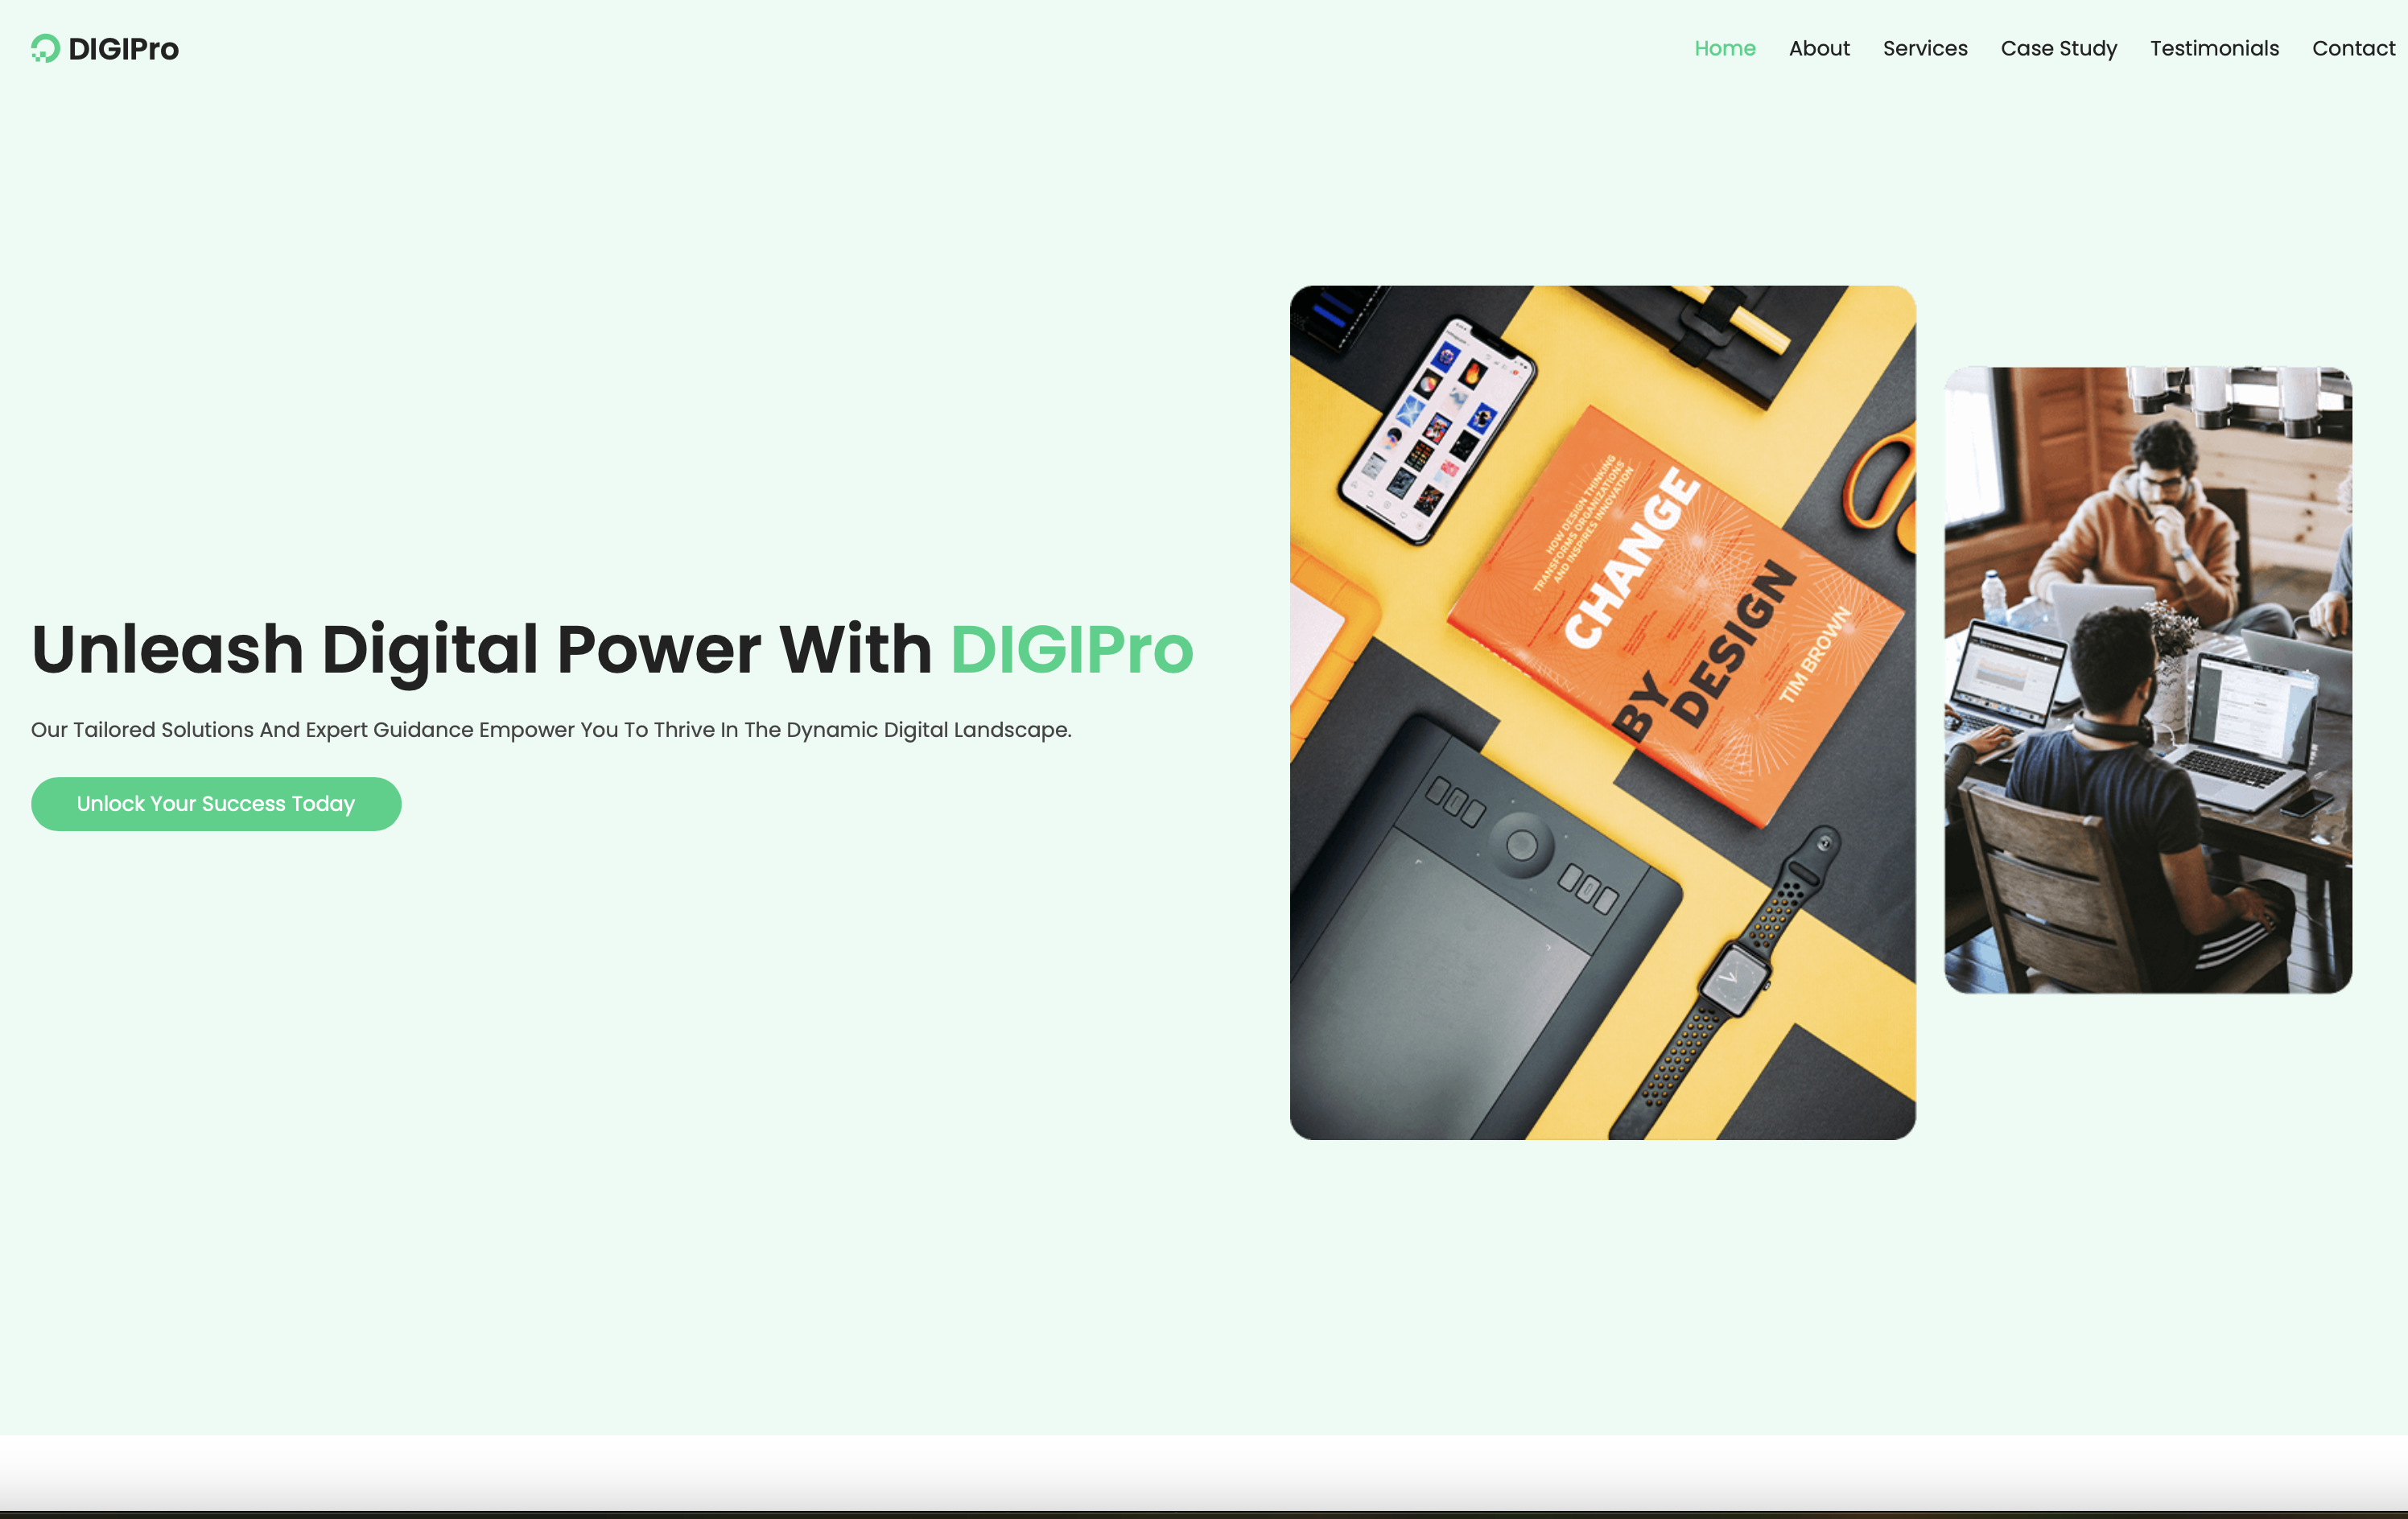 DIGIPro
Home About Services Case Study Testimonials Contact
Unleash Digital Power With DIGIPro
Our Tailored Solutions And Expert Guidance Empower You To Thrive In The Dynamic Digital Landscape.
Unlock Your Success Today
HOW DESIGN THINKING
TRANSFORMS ORGANIZATIONS
AND INSPIRES INNOVATION
CHANGE
BY
DESIGN
TIM BROWN